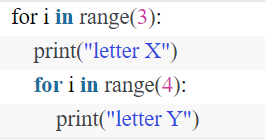 for i in range(3):
    print("letter X")
    for i in range(4):
        print("letter Y")